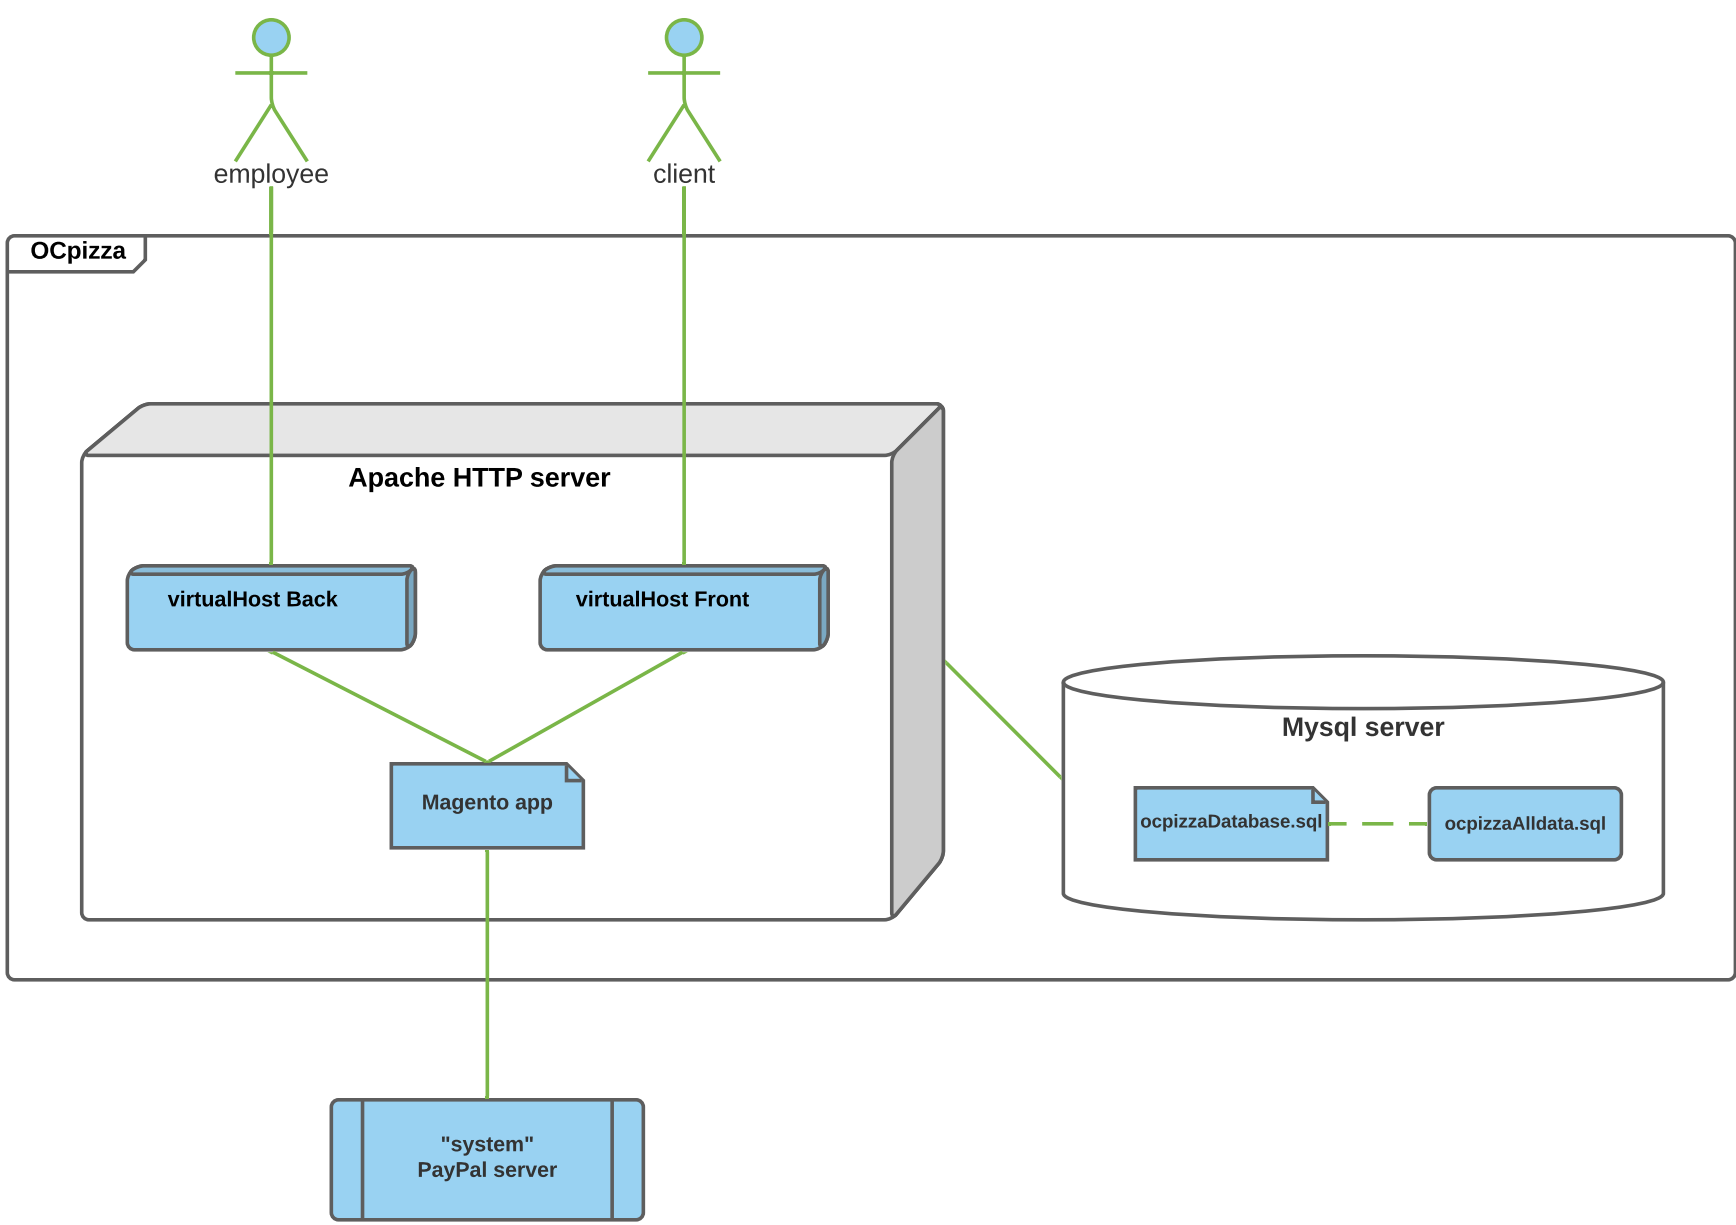 employee
client
OCpizza
Apache HTTP server
virtualHost Back
virtualHost Front
Magento app
Mysql server
ocpizzaDatabase.sql
ocpizzaAlldata.sql
"system"
PayPal server